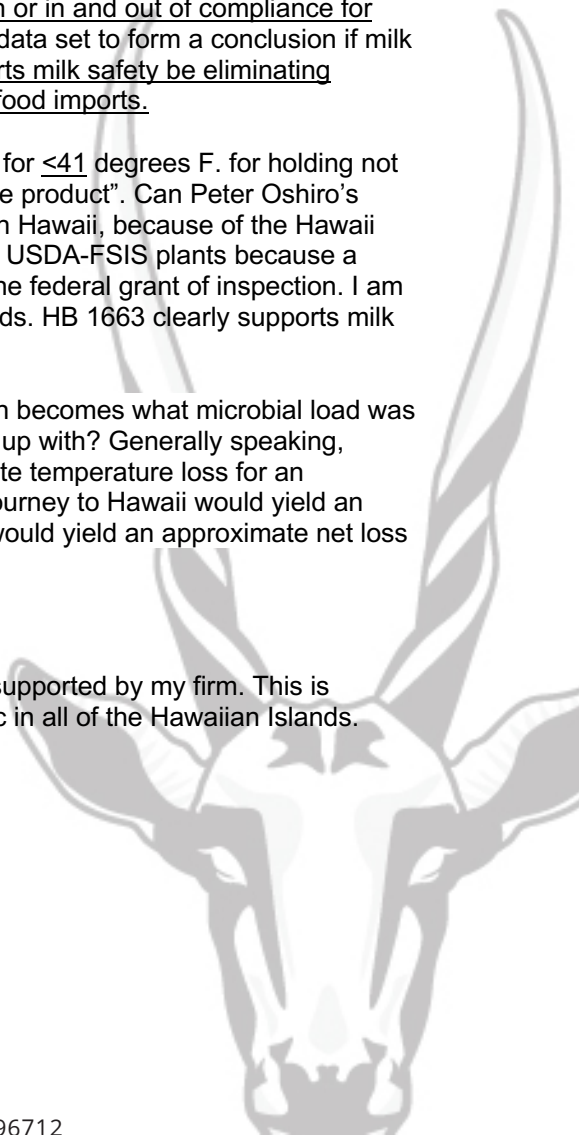 n or in and out of compliance for
data set to form a conclusion if milk
rts milk safety be eliminating
food imports.
for <41 degrees F. for holding not
e product”. Can Peter Oshiro’s
n Hawaii, because of the Hawaii
USDA-FSIS plants because a
ne federal grant of inspection. I am
ds. HB 1663 clearly supports milk
n becomes what microbial load was
up with? Generally speaking,
te temperature loss for an
ourney to Hawaii would yield an
would yield an approximate net loss
supported by my firm. This is
c in all of the Hawaiian Islands.
96712